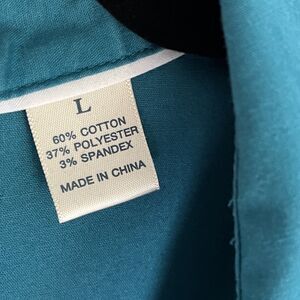 L
60% COTTON
37% POLYESTER
3% SPANDEX
MADE IN CHINA